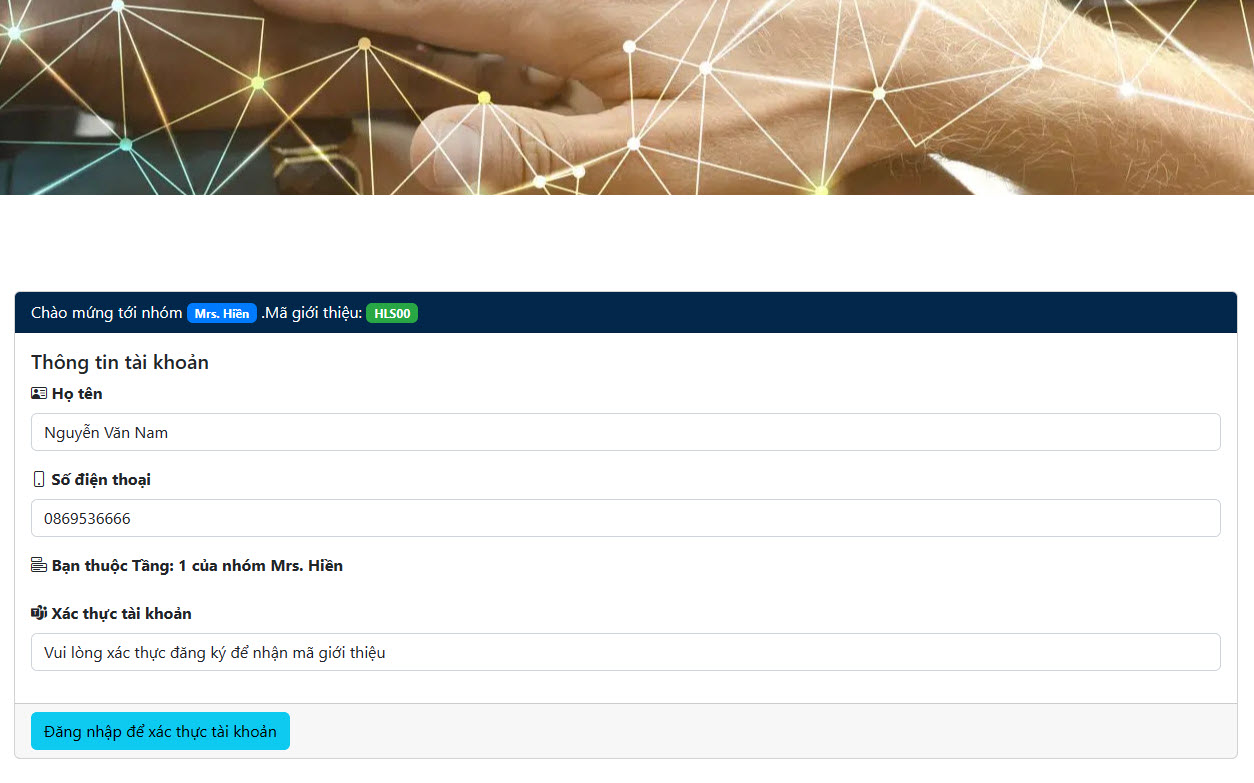 Chào mứng tới nhóm Mrs. Hiền .Mã giới thiệu: HLS00
Thông tin tài khoản
Họ tên
Nguyễn Văn Nam
Số điện thoại
0869536666
Bạn thuộc Tầng: 1 của nhóm Mrs. Hiền
Xác thực tài khoản
Vui lòng xác thực đăng ký để nhận mã giới thiệu
Đăng nhập để xác thực tài khoản